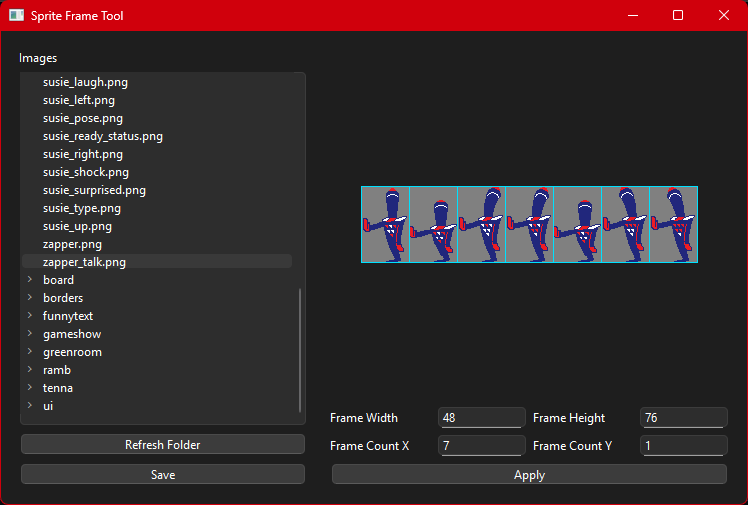 Sprite Frame Tool
Images
susie_laugh.png
susie_left.png
susie_pose.png
susie_ready_status.png
susie_right.png
susie_shock.png
susie_surprised.png
susie_type.png
susie_up.png
zapper.png
zapper_talk.png
board
borders
funnytext
gameshow
greenroom
ramb
tenna
ui
Refresh Folder
Save
Frame Width 48 Frame Height 76
Frame Count X 7 Frame Count Y 1
Apply